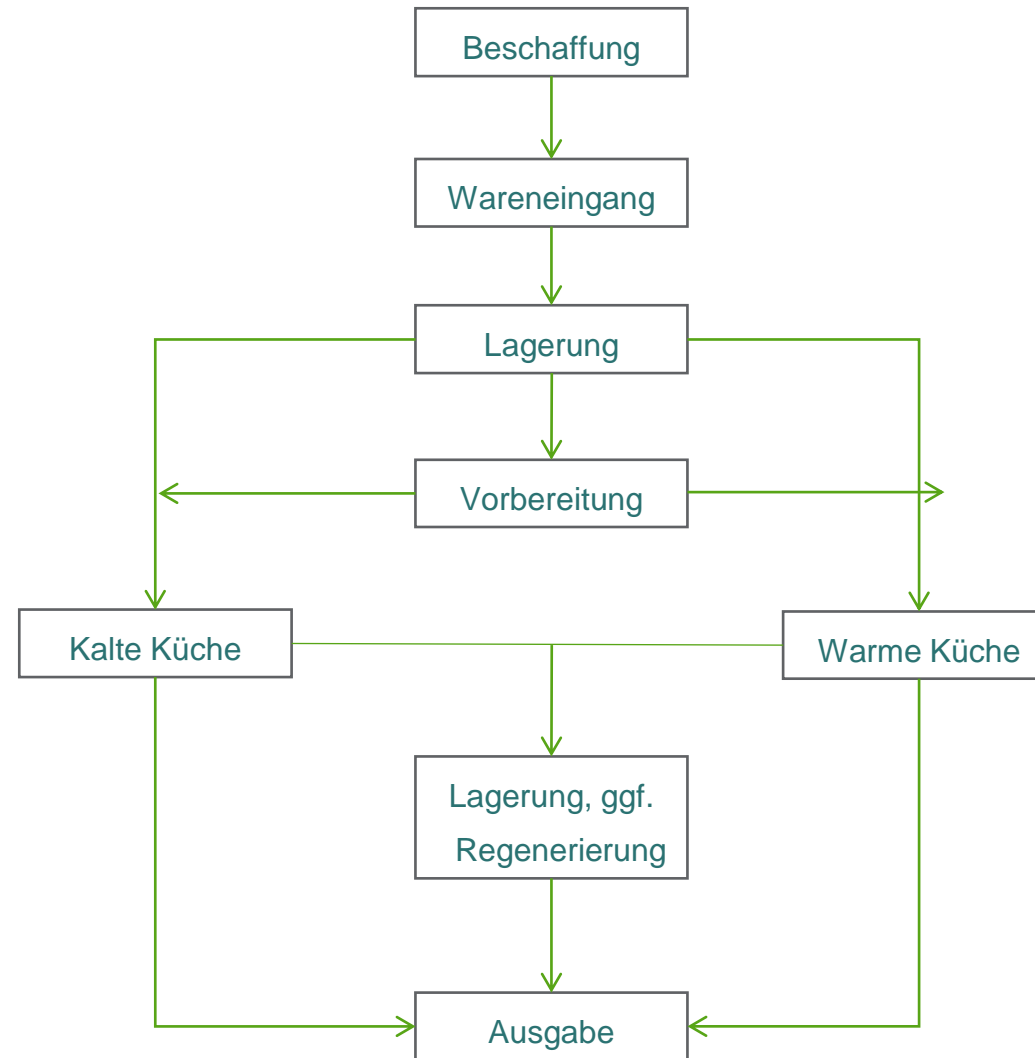 Beschaffung
Wareneingang
Lagerung
Vorbereitung
Kalte Küche
Warme Küche
Lagerung, ggf.
Regenerierung
Ausgabe